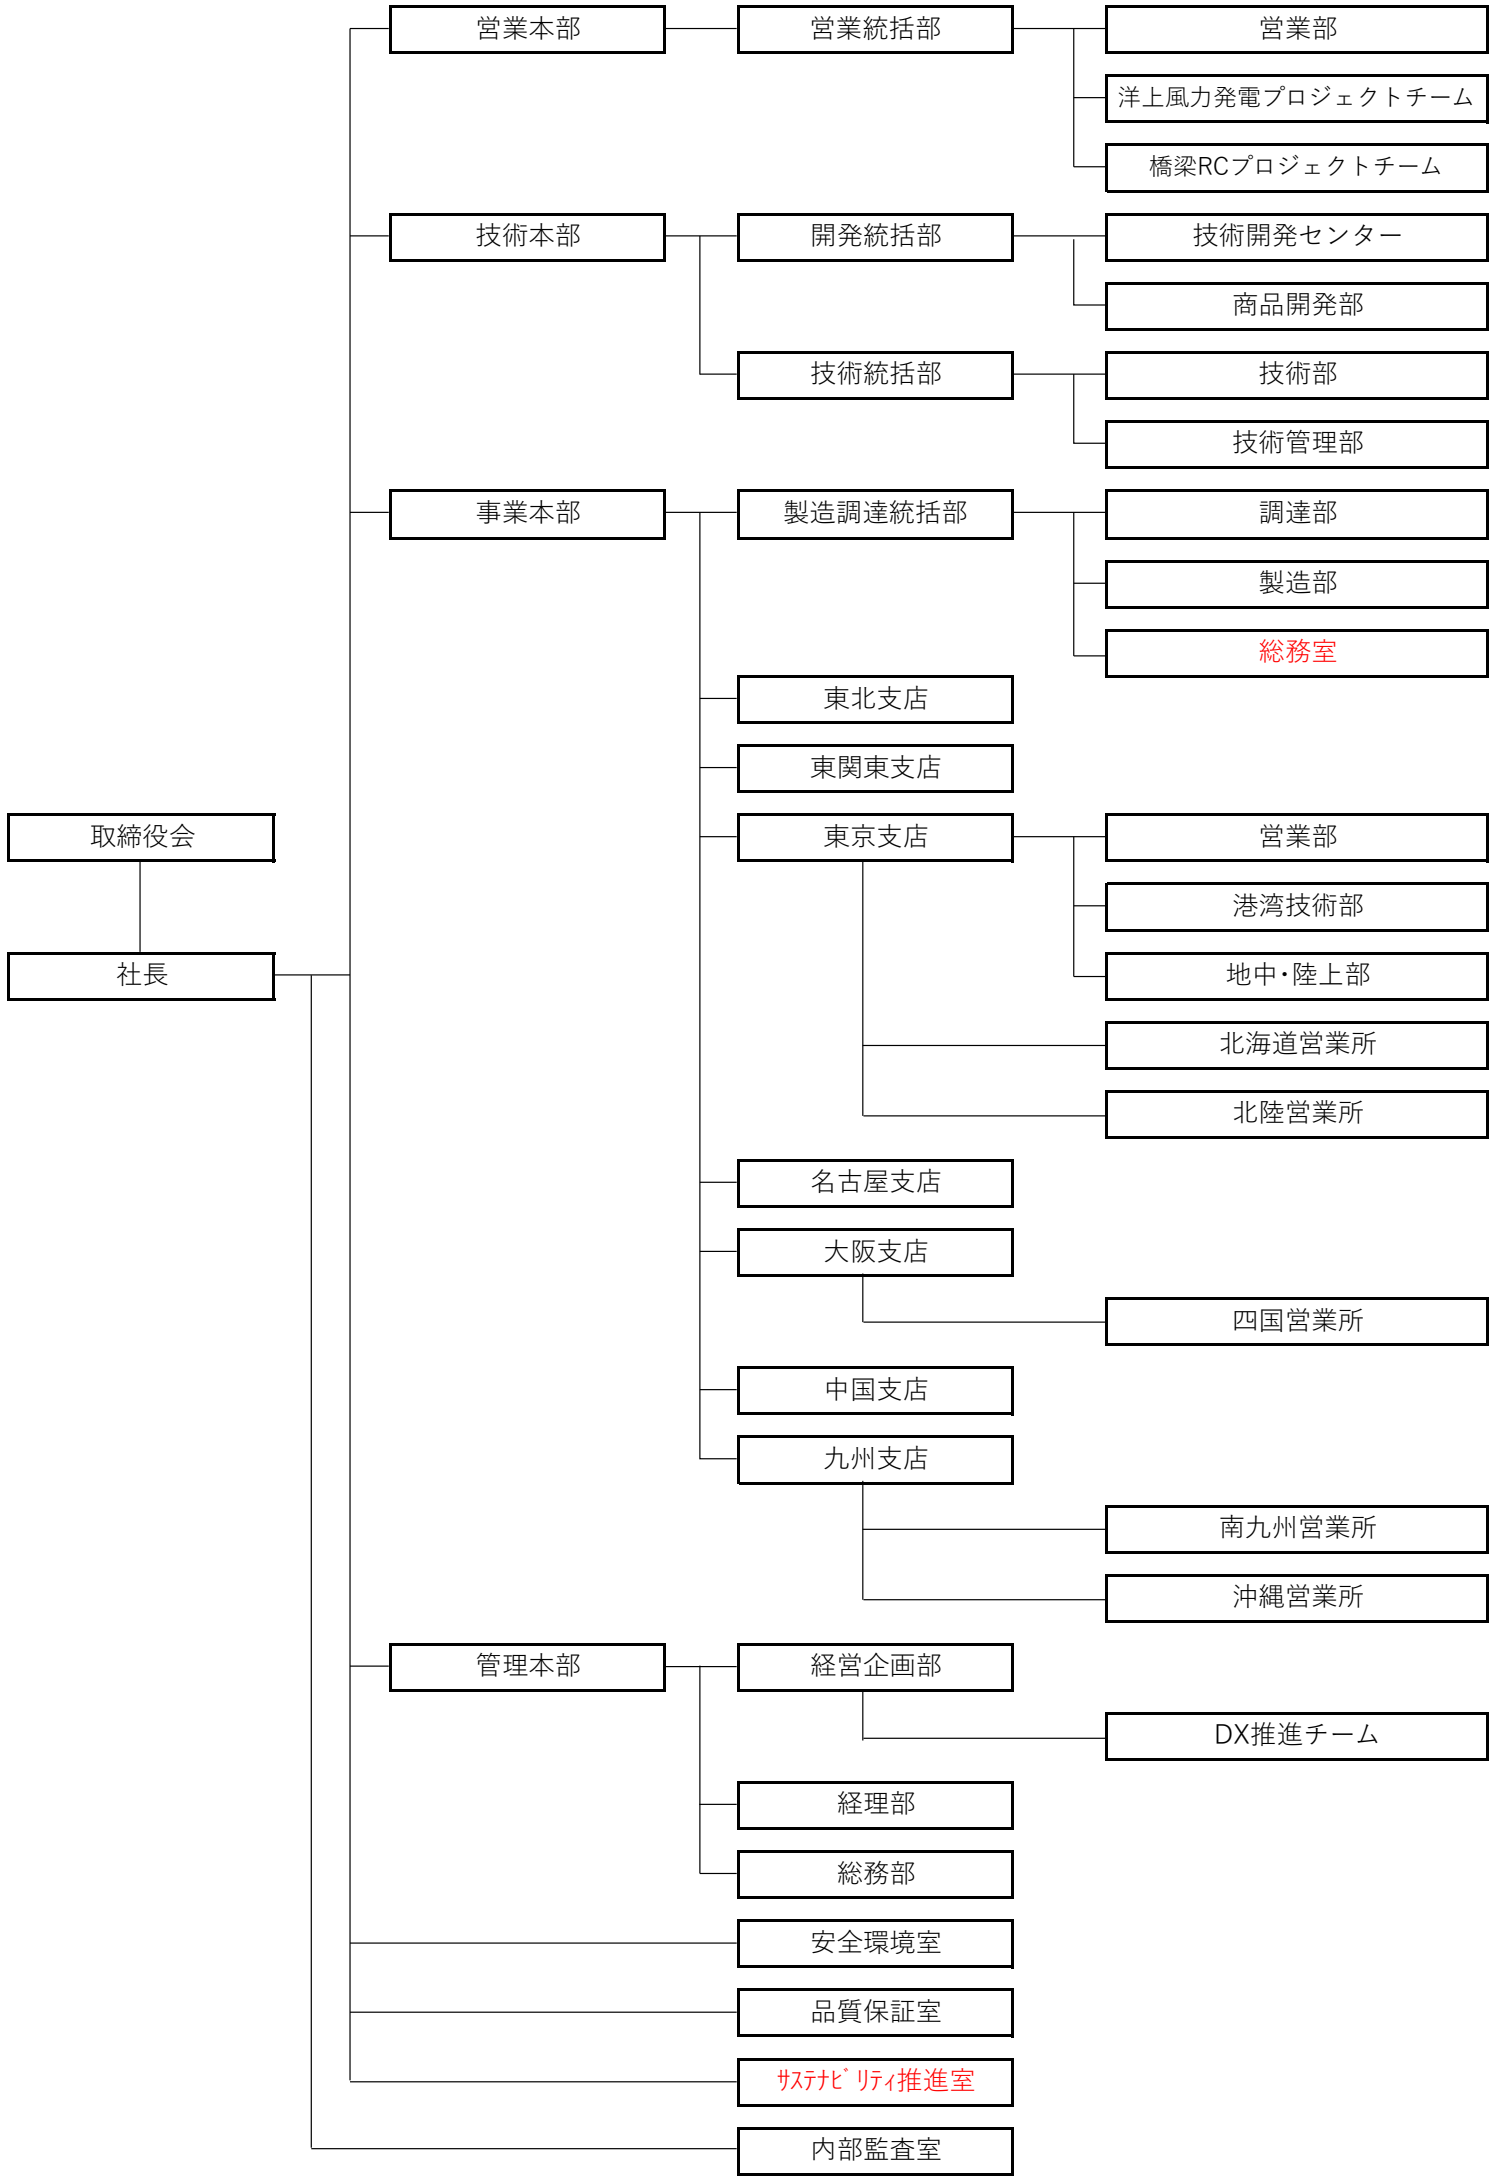 営業本部
営業統括部
営業部
洋上風力発電プロジェクトチーム
橋梁RCプロジェクトチーム
技術本部
開発統括部
技術開発センター
商品開発部
技術統括部
技術部
技術管理部
事業本部
製造調達統括部
調達部
製造部
総務室
東北支店
東関東支店
取締役会
東京支店
営業部
港湾技術部
社長
地中・陸上部
北海道営業所
北陸営業所
名古屋支店
大阪支店
四国営業所
中国支店
九州支店
南九州営業所
沖縄営業所
管理本部
経営企画部
DX推進チーム
経理部
総務部
安全環境室
品質保証室
ｻｽﾃﾅﾋﾞﾘﾃｨ推進室
内部監査室